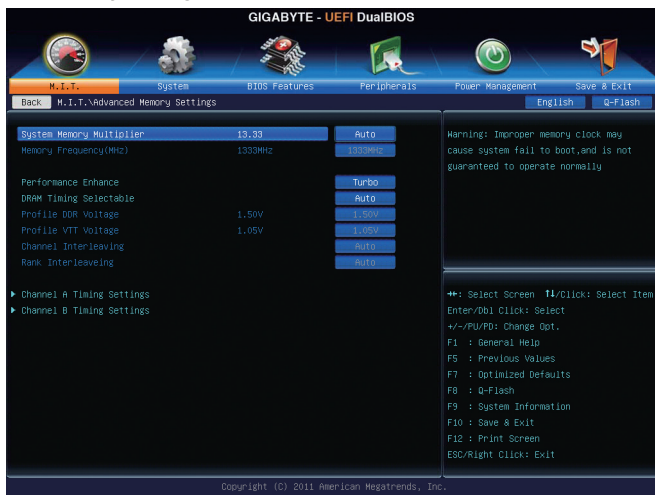 GIGABYTE - UEFI DualBIOS
M.I.T. System BIOS Features Peripherals Power Management Save & Exit
Back M.I.T.\Advanced Memory Settings English Q-Flash
System Memory Multiplier 13.33 Auto
Memory Frequency(MHz) 1333MHz 1333MHz
Performance Enhance Turbo
DRAM Timing Selectable Auto
Profile DDR Voltage 1.50V 1.50V
Profile VTT Voltage 1.05V 1.05V
Channel Interleaving Auto
Rank Interleaveing Auto
Channel A Timing Settings
Channel B Timing Settings
Warning: Improper memory clock may
cause system fail to boot,and is not
guaranteed to operate normally
↔: Select Screen ↑↓/Click: Select Item
Enter/Dbl Click: Select
+/-/PU/PD: Change Opt.
F1 : General Help
F5 : Previous Values
F7 : Optimized Defaults
F8 : Q-Flash
F9 : System Information
F10 : Save & Exit
F12 : Print Screen
ESC/Right Click: Exit
Copyright (C) 2011 American Megatrends, Inc.